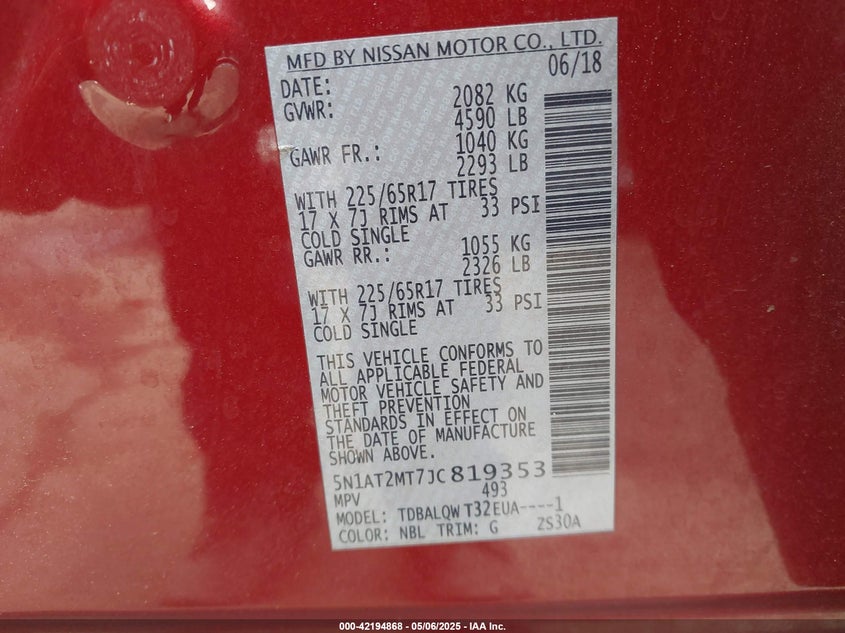 MFD BY NISSAN MOTOR CO., LTD.
DATE: 06/18
GVWR: 2082 KG
4590 LB
GAWR FR.: 1040 KG
2293 LB
WITH 225/65R17 TIRES
17 X 7J RIMS AT 33 PSI
COLD SINGLE
GAWR RR.: 1055 KG
2326 LB
WITH 225/65R17 TIRES
17 X 7J RIMS AT 33 PSI
COLD SINGLE
THIS VEHICLE CONFORMS TO
ALL APPLICABLE FEDERAL
MOTOR VEHICLE SAFETY AND
THEFT PREVENTION
STANDARDS IN EFFECT ON
THE DATE OF MANUFACTURE
SHOWN ABOVE.
5N1AT2MT7JC819353
MPV 493
MODEL: TDBALQW T32EUA----1
COLOR: NBL TRIM: G ZS30A
000-42194868 - 05/06/2025 - IAA Inc.